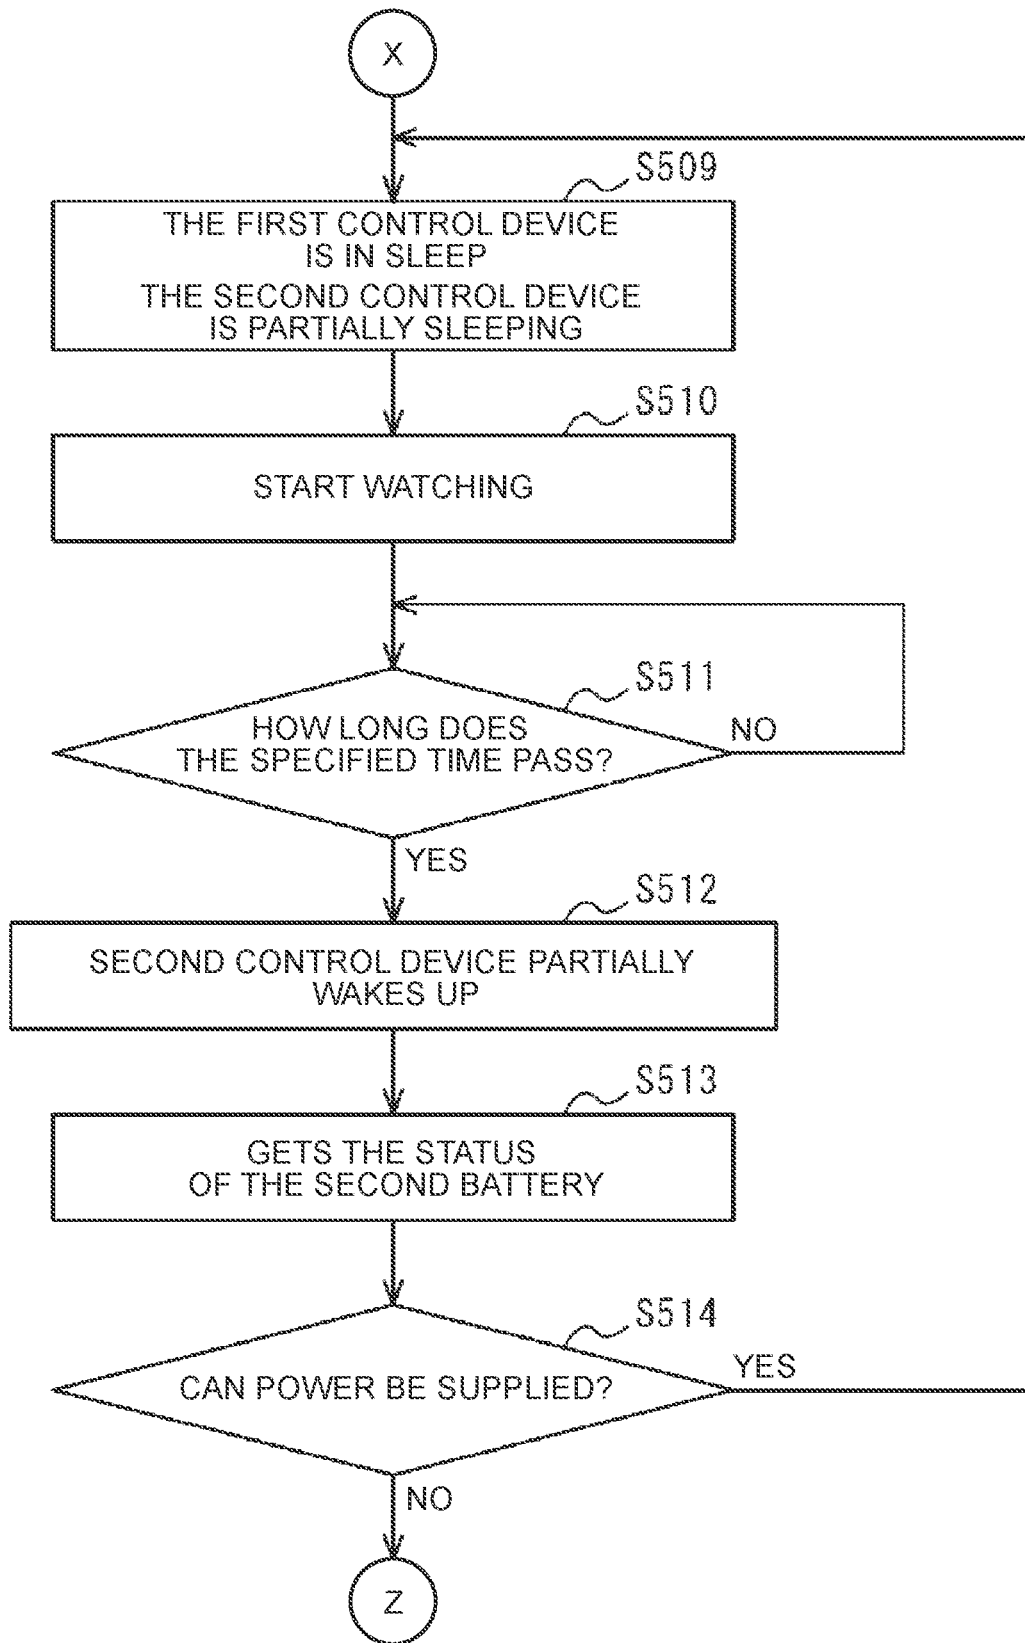 X
S509
THE FIRST CONTROL DEVICE
IS IN SLEEP
THE SECOND CONTROL DEVICE
IS PARTIALLY SLEEPING
S510
START WATCHING
S511
HOW LONG DOES
THE SPECIFIED TIME PASS?
NO
YES
S512
SECOND CONTROL DEVICE PARTIALLY
WAKES UP
S513
GETS THE STATUS
OF THE SECOND BATTERY
S514
CAN POWER BE SUPPLIED?
YES
NO
Z